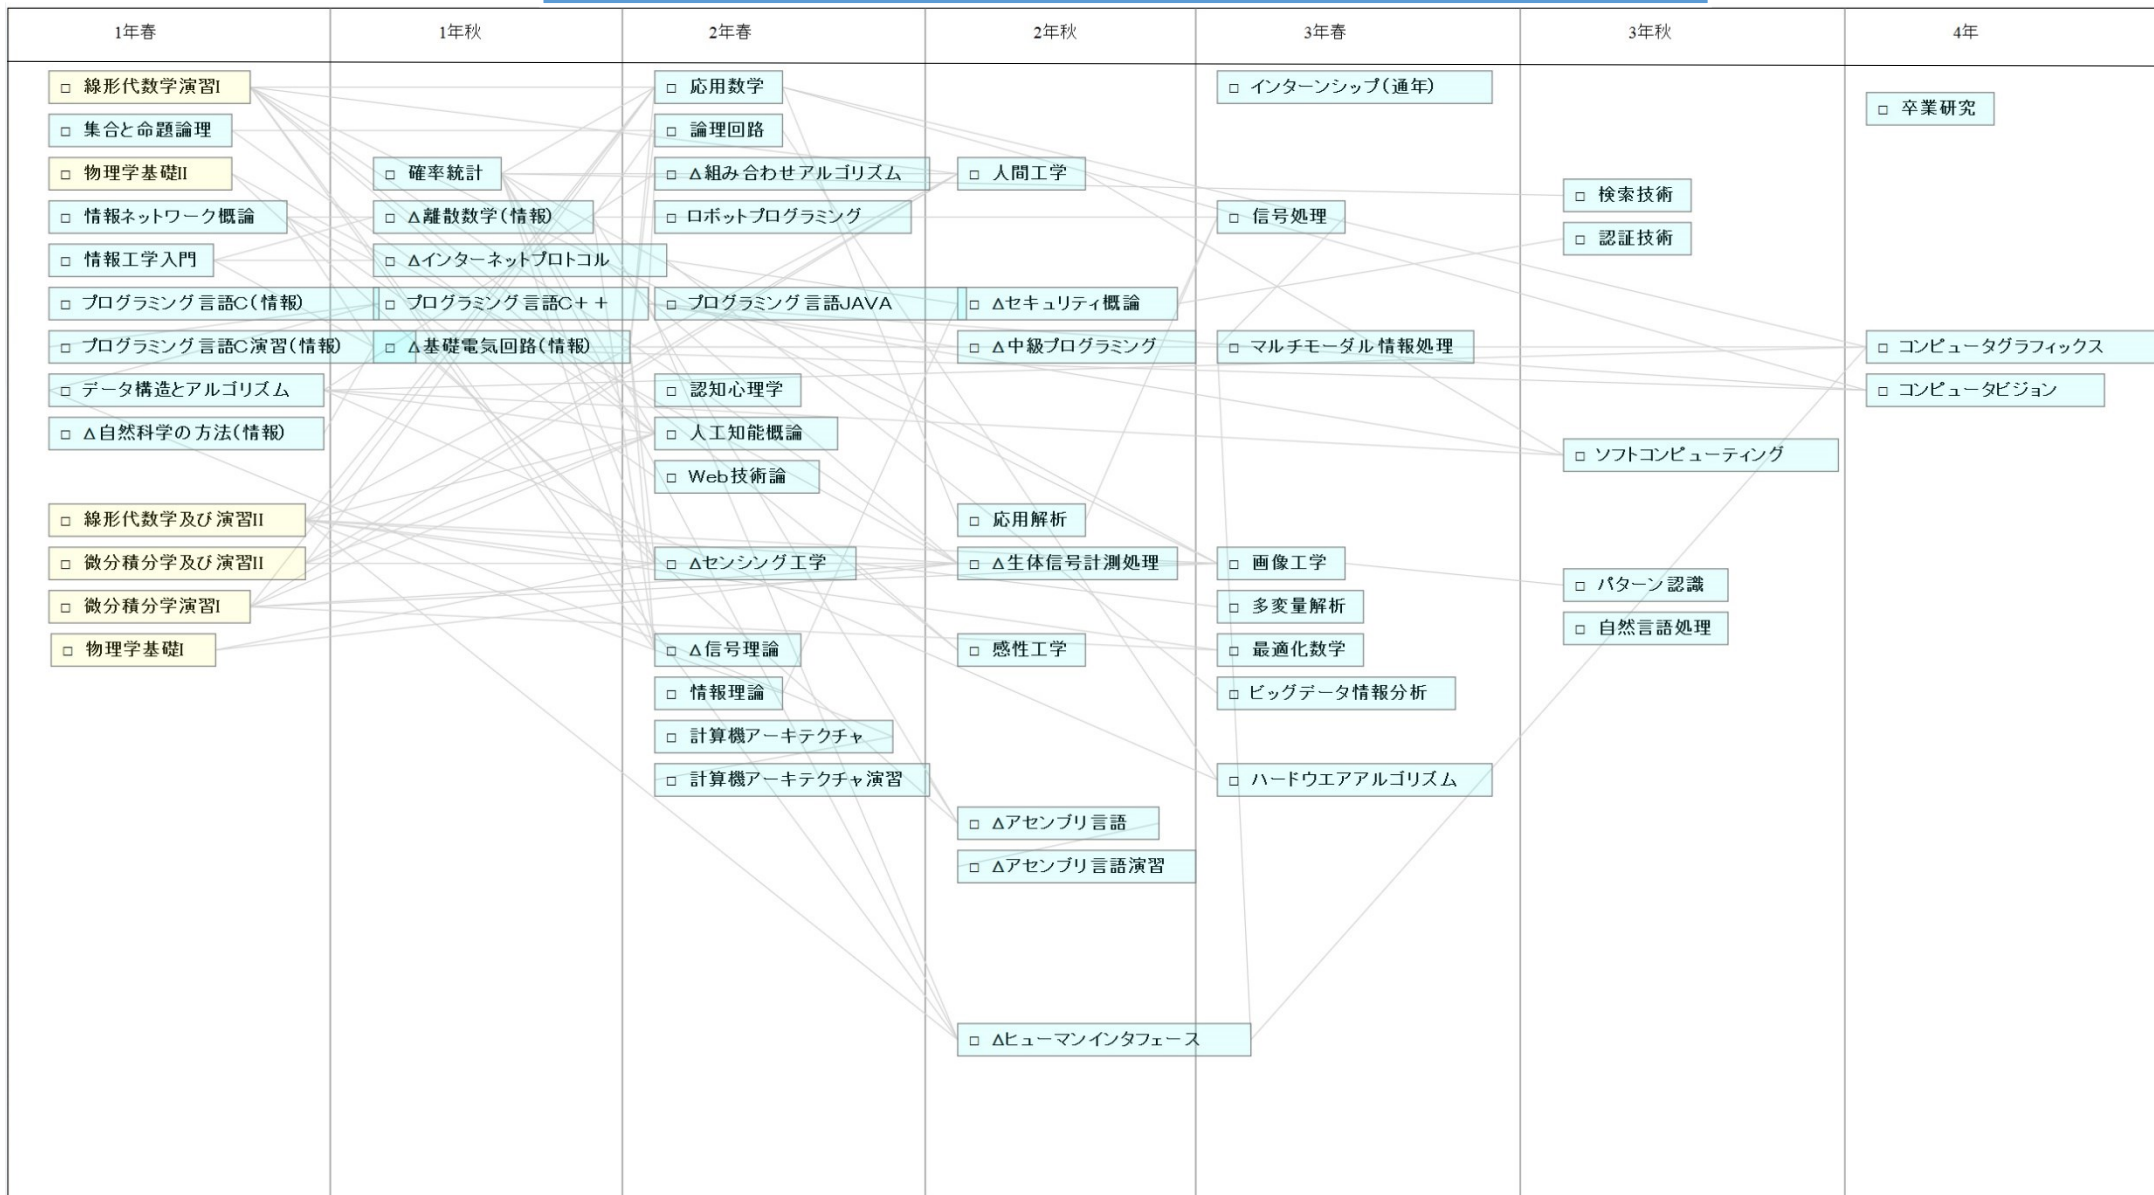 1年春
1年秋
2年春
2年秋
3年春
3年秋
4年
□ 線形代数学演習I
□ 集合と命題論理
□ 物理学基礎II
□ 情報ネットワーク概論
□ 情報工学入門
□ プログラミング言語C(情報)
□ プログラミング言語C演習(情報)
□ データ構造とアルゴリズム
□ △自然科学の方法(情報)
□ 線形代数学及び演習II
□ 微分積分学及び演習II
□ 微分積分学演習I
□ 物理学基礎I
□ 確率統計
□ △離散数学(情報)
□ △インターネットプロトコル
□ プログラミング言語C++
□ △基礎電気回路(情報)
□ 応用数学
□ 論理回路
□ △組み合わせアルゴリズム
□ ロボットプログラミング
□ プログラミング言語JAVA
□ 認知心理学
□ 人工知能概論
□ Web技術論
□ △センシング工学
□ △信号理論
□ 情報理論
□ 計算機アーキテクチャ
□ 計算機アーキテクチャ演習
□ 人間工学
□ △セキュリティ概論
□ △中級プログラミング
□ 応用解析
□ △生体信号計測処理
□ 感性工学
□ △アセンブリ言語
□ △アセンブリ言語演習
□ △ヒューマンインタフェース
□ インターンシップ(通年)
□ 信号処理
□ マルチモーダル情報処理
□ 画像工学
□ 多変量解析
□ 最適化数学
□ ビッグデータ情報分析
□ ハードウエアアルゴリズム
□ 検索技術
□ 認証技術
□ ソフトコンピューティング
□ パターン認識
□ 自然言語処理
□ 卒業研究
□ コンピュータグラフィックス
□ コンピュータビジョン